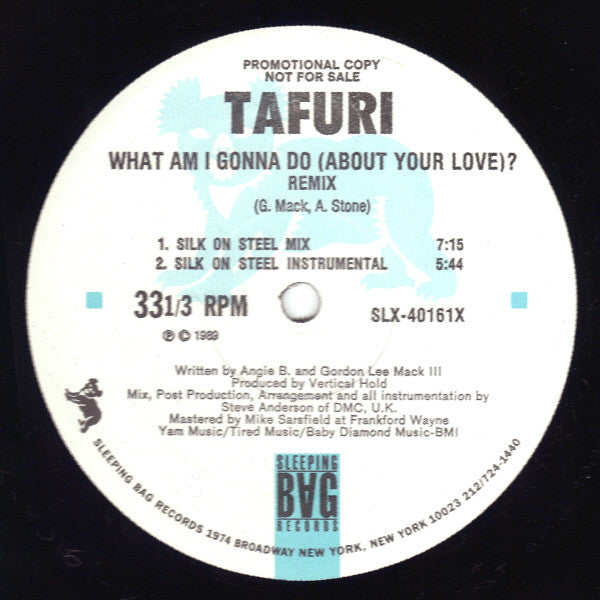 PROMOTIONAL COPY
NOT FOR SALE
TAFURI
WHAT AM I GONNA DO (ABOUT YOUR LOVE)?
REMIX
(G. Mack, A. Stone)
1. SILK ON STEEL MIX 7:15
2. SILK ON STEEL INSTRUMENTAL 5:44
33 1/3 RPM
SLX-40161X
℗ © 1989
Written by Angie B. and Gordon Lee Mack III
Produced by Vertical Hold
Mix, Post Production, Arrangement and all instrumentation by
Steve Anderson of DMC, U.K.
Mastered by Mike Sarsfield at Frankford Wayne
Yam Music/Tired Music/Baby Diamond Music-BMI
SLEEPING
BAG
RECORDS
SLEEPING BAG RECORDS 1974 BROADWAY NEW YORK, NEW YORK 10023 212/724-1440